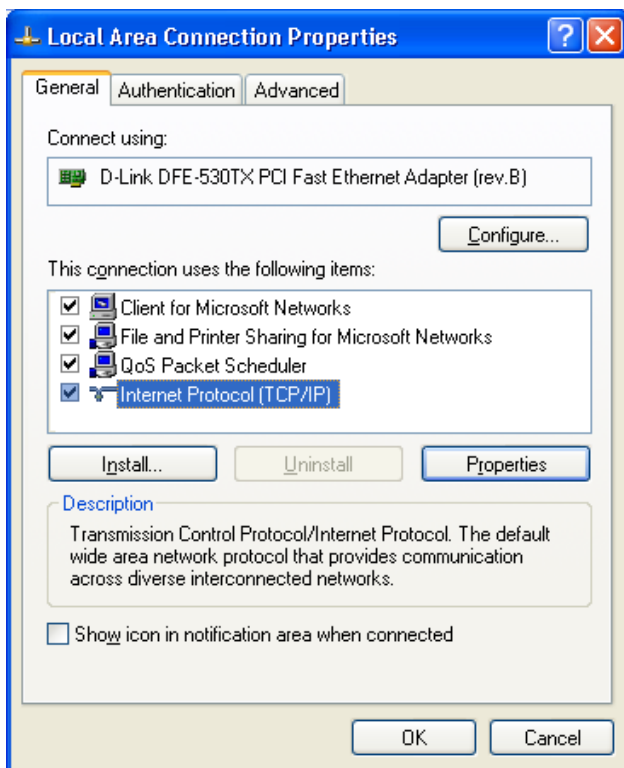 Local Area Connection Properties
General Authentication Advanced
Connect using:
D-Link DFE-530TX PCI Fast Ethernet Adapter (rev.B)
Configure...
This connection uses the following items:
Client for Microsoft Networks
File and Printer Sharing for Microsoft Networks
QoS Packet Scheduler
Internet Protocol (TCP/IP)
Install... Uninstall Properties
Description
Transmission Control Protocol/Internet Protocol. The default
wide area network protocol that provides communication
across diverse interconnected networks.
Show icon in notification area when connected
OK Cancel